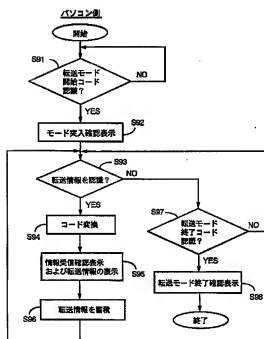 パソコン側
開始
S91
転送モード
開始コード
認識？
NO
YES
モード突入確認表示
S92
S93
転送情報を認識？
NO
YES
S97
コード変換
S94
転送モード
終了コード
認識？
NO
YES
情報受信確認表示
および転送情報の表示
S95
転送モード終了確認表示
S98
S96
転送情報を蓄積
終了